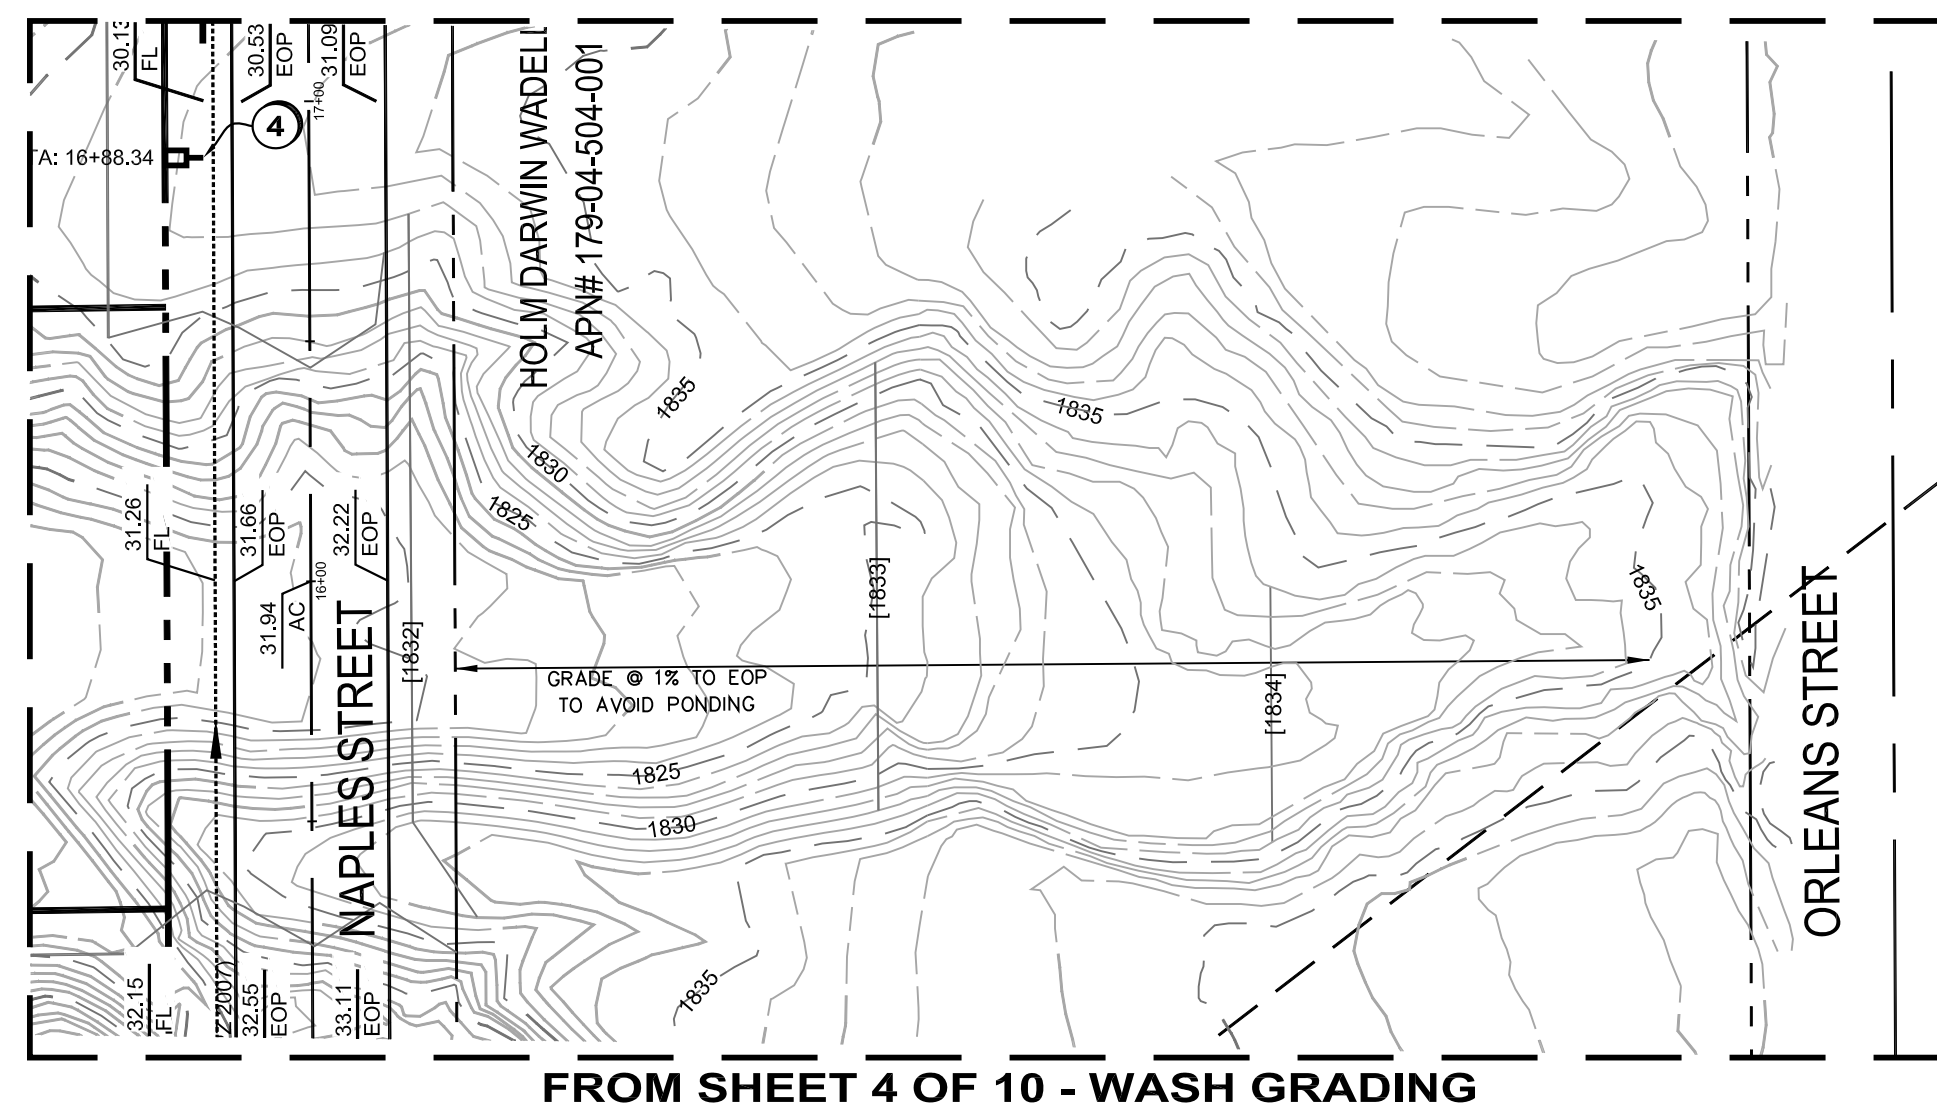 30.13
FL
30.53
EOP
31.09
EOP
17+00
4
TA: 16+88.34
HOLM DARWIN WADELL
APN# 179-04-504-001
1835
1835
1830
1825
31.26
FL
31.66
EOP
32.22
EOP
31.94
AC
16+00
[1832]
[1833]
[1834]
1835
GRADE @ 1% TO EOP
TO AVOID PONDING
NAPLES STREET
ORLEANS STREET
1825
1830
1835
32.15
FL
32.55
EOP
33.11
EOP
FROM SHEET 4 OF 10 - WASH GRADING